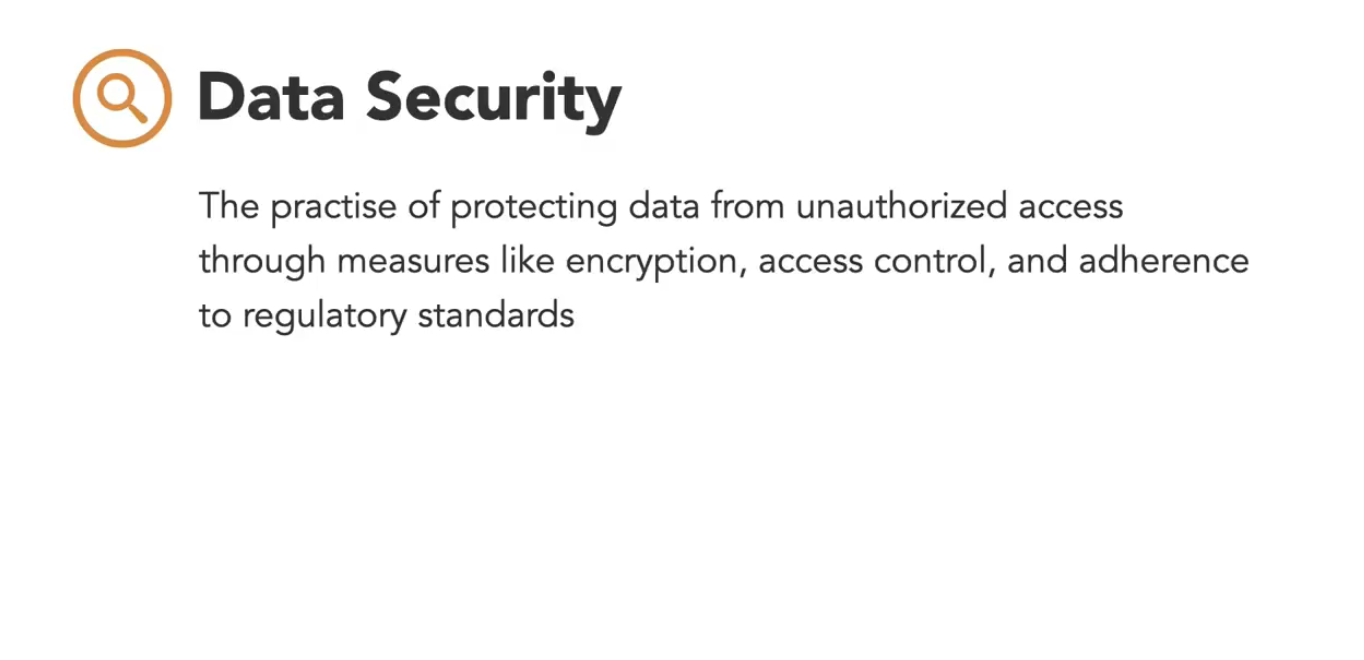 Data Security
The practise of protecting data from unauthorized access
through measures like encryption, access control, and adherence
to regulatory standards